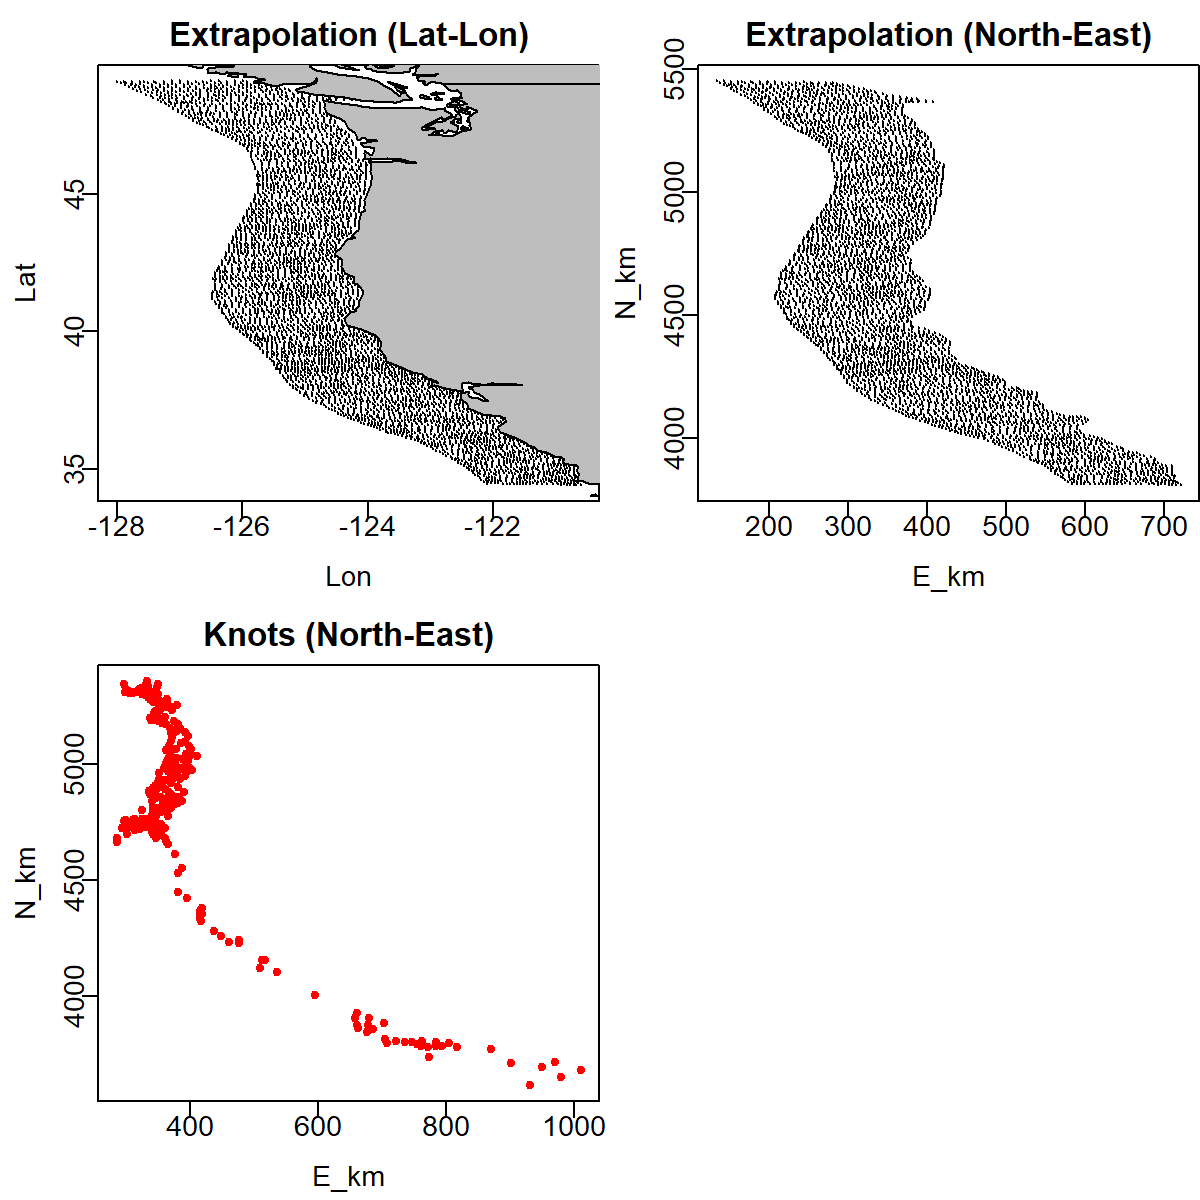 Extrapolation (Lat-Lon)
Lat
45
40
35
-128 -126 -124 -122
Lon
Extrapolation (North-East)
N_km
5500
5000
4500
4000
200 300 400 500 600 700
E_km
Knots (North-East)
N_km
5000
4500
4000
400 600 800 1000
E_km